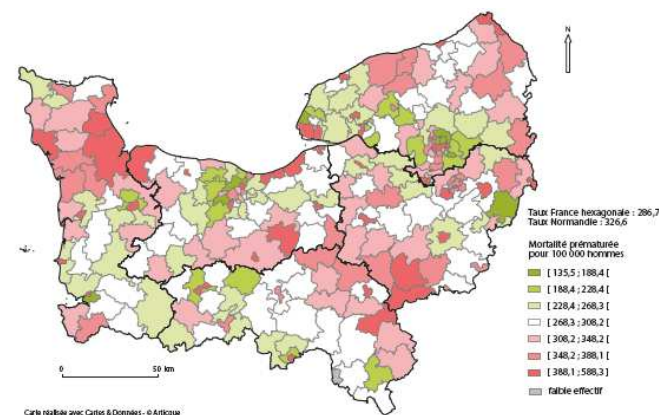 N
Taux France hexagonale : 286,7
Taux Normandie : 326,6
Mortalité prématurée
pour 100 000 hommes
[ 135,5 ; 188,4 [
[ 188,4 ; 228,4 [
[ 228,4 ; 268,3 [
[ 268,3 ; 308,2 [
[ 308,2 ; 348,2 [
[ 348,2 ; 388,1 [
[ 388,1 ; 588,3 ]
faible effectif
0 50 km
Carte réalisée avec Cartes & Données - © Articque